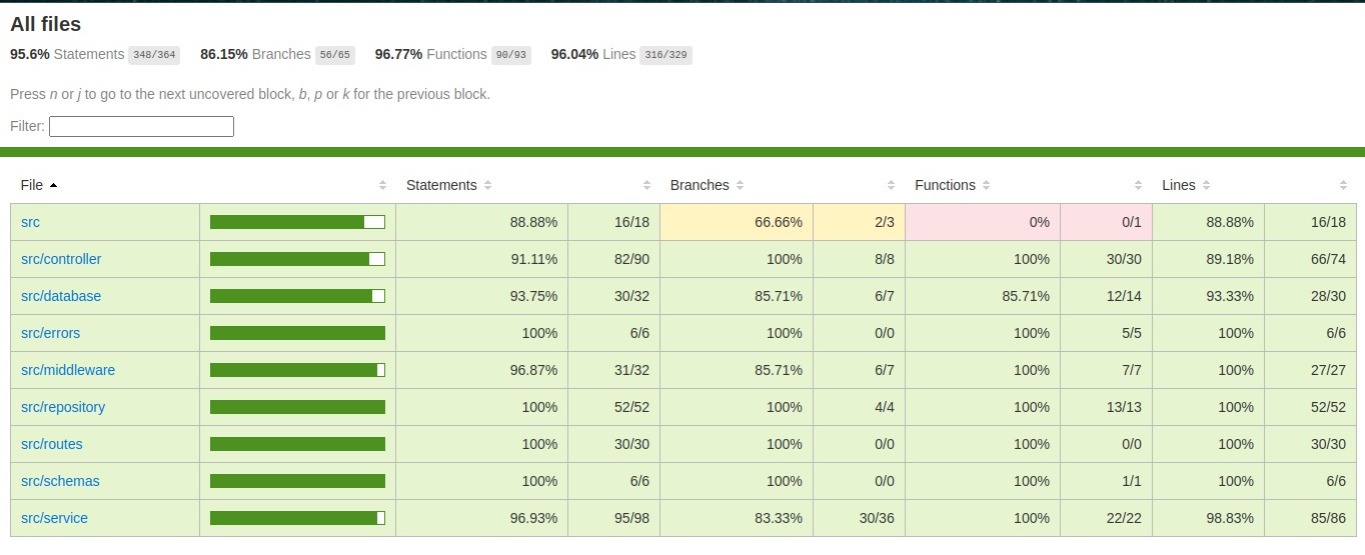 All files
95.6% Statements 348/364 86.15% Branches 56/65 96.77% Functions 90/93 96.04% Lines 316/329
Press n or j to go to the next uncovered block, b, p or k for the previous block.
Filter:
File Statements Branches Functions Lines
src 88.88% 16/18 66.66% 2/3 0% 0/1 88.88% 16/18
src/controller 91.11% 82/90 100% 8/8 100% 30/30 89.18% 66/74
src/database 93.75% 30/32 85.71% 6/7 85.71% 12/14 93.33% 28/30
src/errors 100% 6/6 100% 0/0 100% 5/5 100% 6/6
src/middleware 96.87% 31/32 85.71% 6/7 100% 7/7 100% 27/27
src/repository 100% 52/52 100% 4/4 100% 13/13 100% 52/52
src/routes 100% 30/30 100% 0/0 100% 0/0 100% 30/30
src/schemas 100% 6/6 100% 0/0 100% 1/1 100% 6/6
src/service 96.93% 95/98 83.33% 30/36 100% 22/22 98.83% 85/86